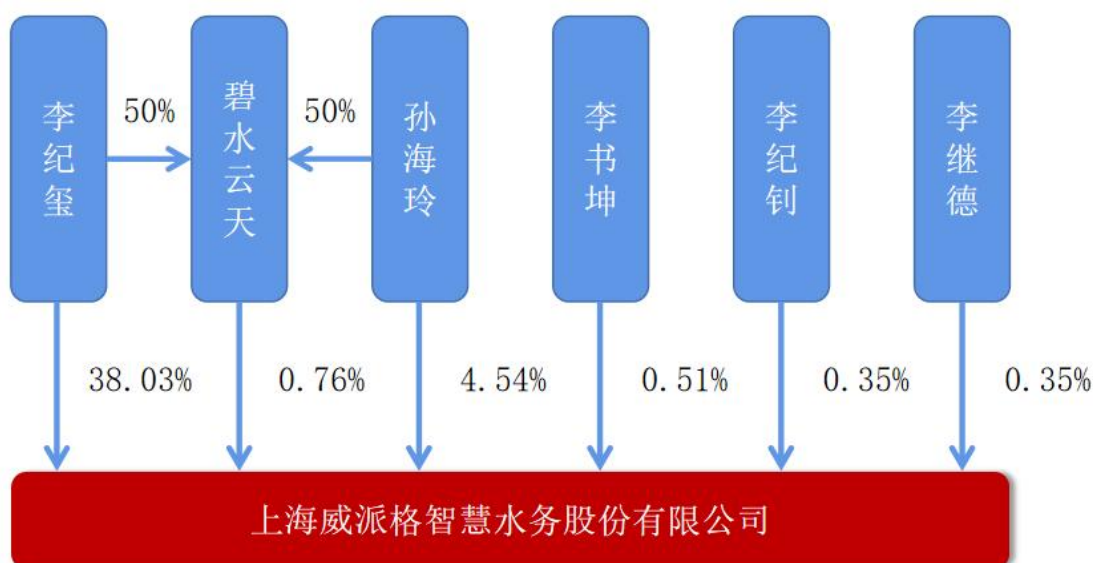 李纪玺
50%
碧水云天
50%
孙海玲
李书坤
李纪钊
李继德
38.03%
0.76%
4.54%
0.51%
0.35%
0.35%
上海威派格智慧水务股份有限公司